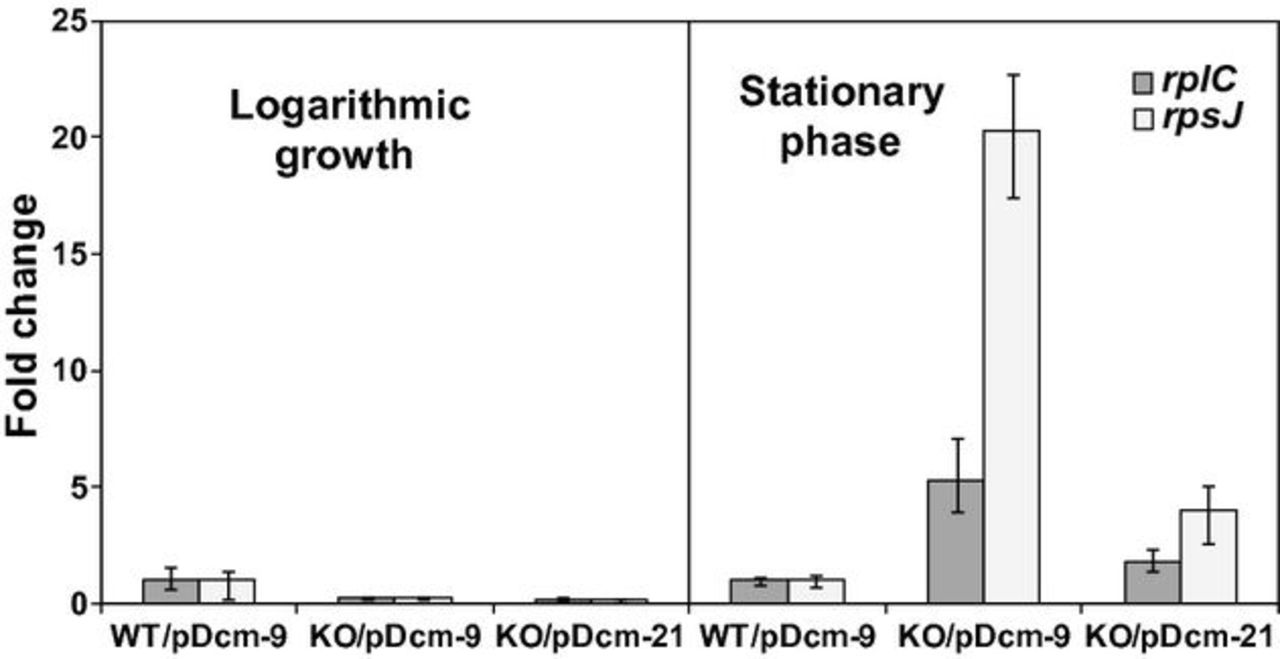 25
20
15
10
5
0
Fold change
Logarithmic
growth
Stationary
phase
rplC
rpsJ
WT/pDcm-9 KO/pDcm-9 KO/pDcm-21 WT/pDcm-9 KO/pDcm-9 KO/pDcm-21